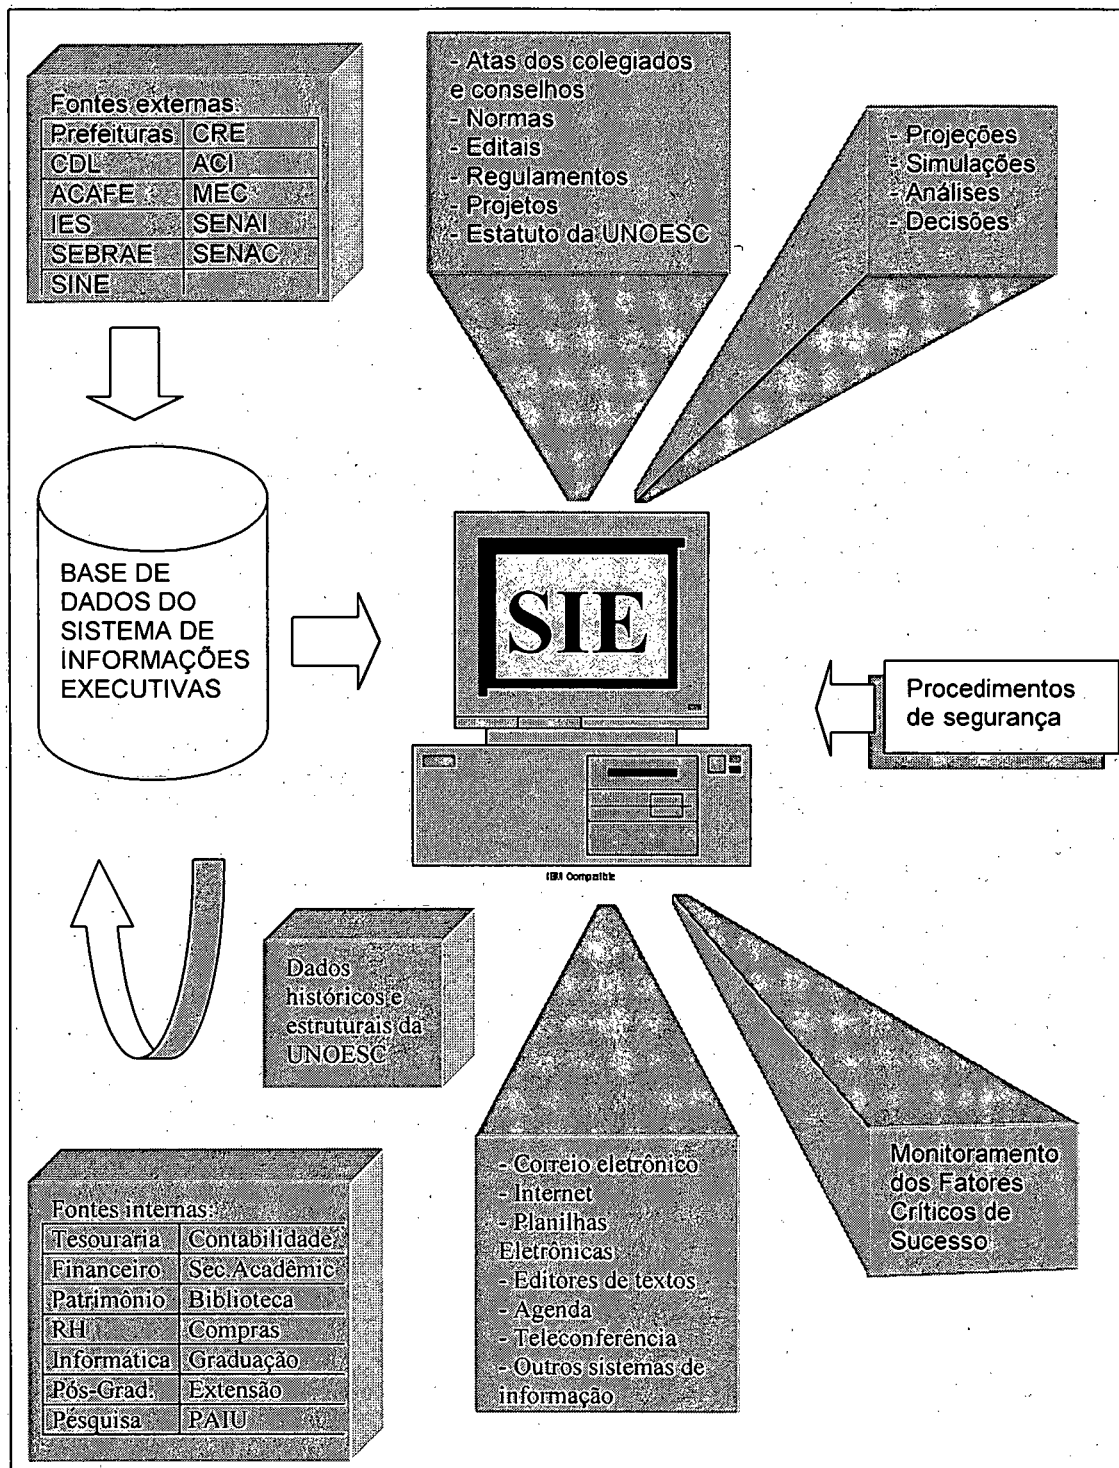 Fontes externas:
Prefeituras CRE
CDL ACI
ACAFE MEC
IES SENAI
SEBRAE SENAC
SINE
- Atas dos colegiados
e conselhos
- Normas
- Editais
- Regulamentos
- Projetos
- Estatuto da UNOESC
- Projeções
- Simulações
- Análises
- Decisões
BASE DE
DADOS DO
SISTEMA DE
INFORMAÇÕES
EXECUTIVAS
SIE
IBM Compatible
Procedimentos
de segurança
Dados
históricos e
estruturais da
UNOESC
Fontes internas:
Tesouraria Contabilidade
Financeiro Sec.Acadêmic
Patrimônio Biblioteca
RH Compras
Informática Graduação
Pós-Grad. Extensão
Pesquisa PAIU
- Correio eletrônico
- Internet
- Planilhas
Eletrônicas
- Editores de textos
- Agenda
- Teleconferência
- Outros sistemas de
informação
Monitoramento
dos Fatores
Críticos de
Sucesso